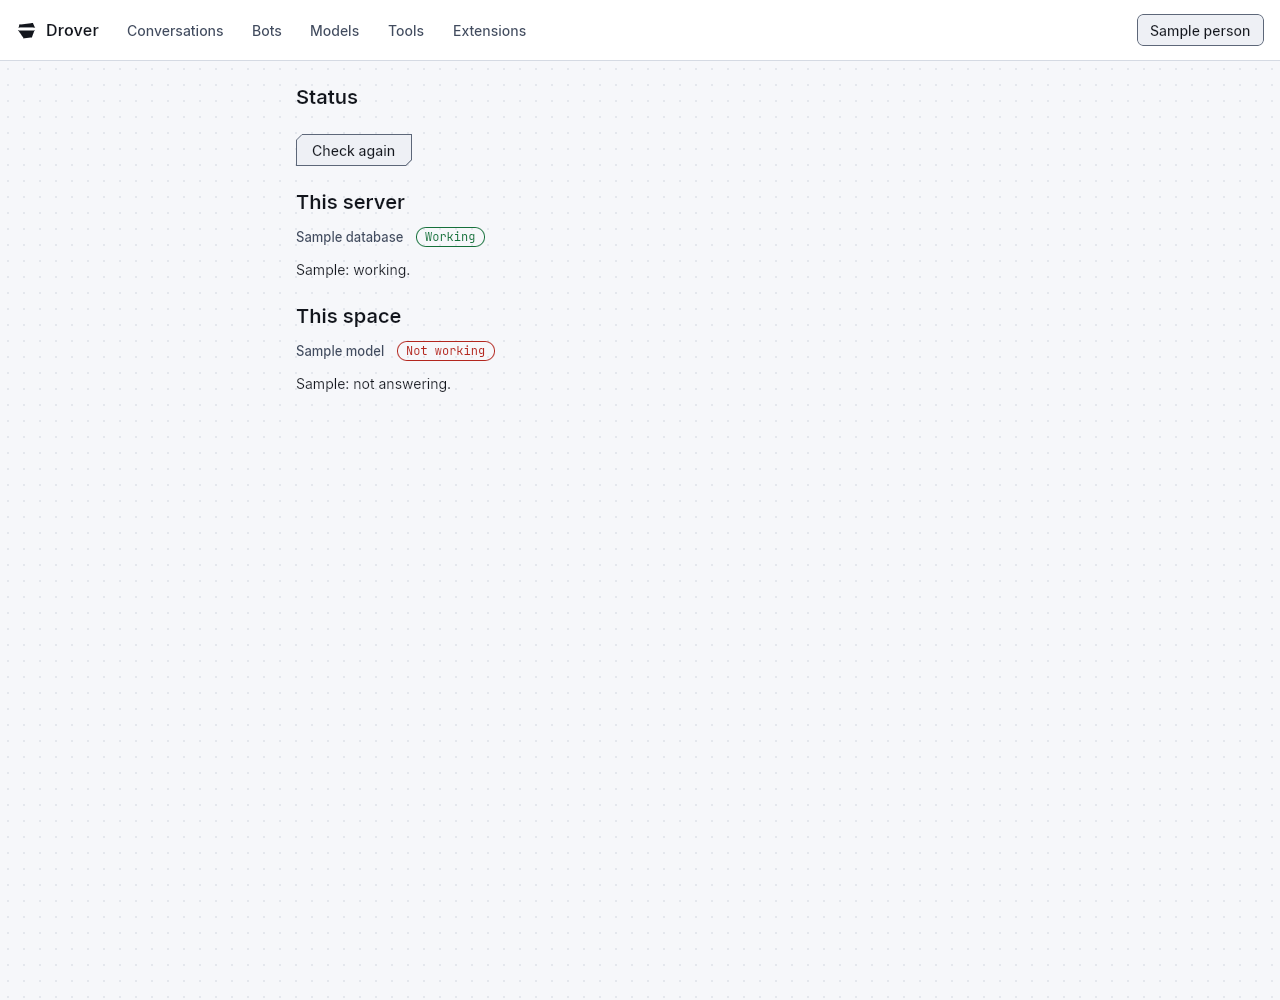 Drover Conversations Bots Models Tools Extensions Sample person
Status
Check again
This server
Sample database Working
Sample: working.
This space
Sample model Not working
Sample: not answering.